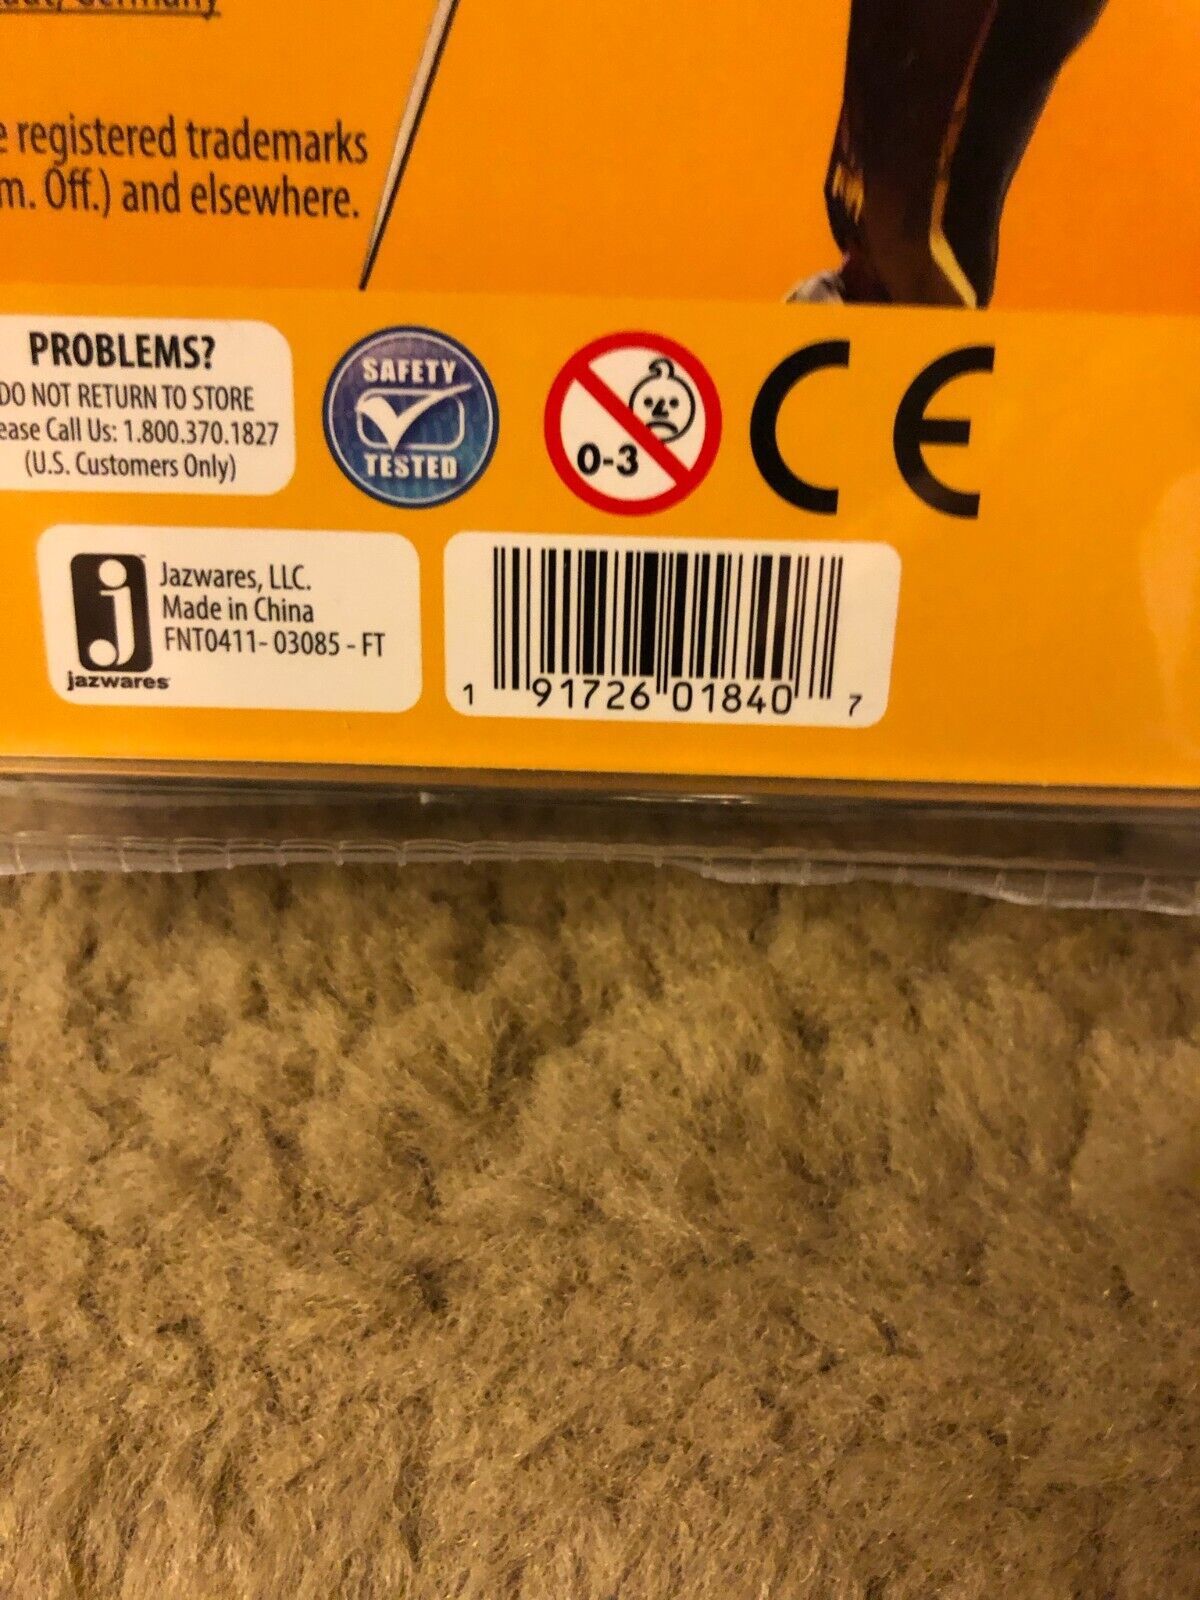 Germany
registered trademarks
Off.) and elsewhere.
PROBLEMS?
DO NOT RETURN TO STORE
Call Us: 1.800.370.1827
(U.S. Customers Only)
SAFETY
TESTED
0-3
CE
Jazwares, LLC.
Made in China
FNT0411- 03085 - FT
jazwares
1 91726 01840 7